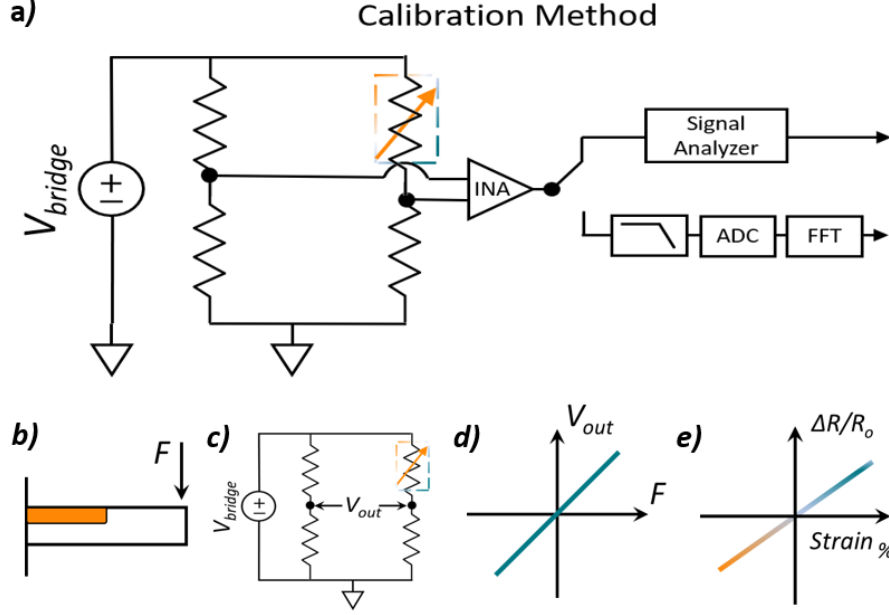 a)
Calibration Method
V_bridge
+
−
INA
Signal
Analyzer
ADC
FFT
b)
F
c)
V_bridge
+
−
V_out
d)
V_out
F
e)
ΔR/R_o
Strain %